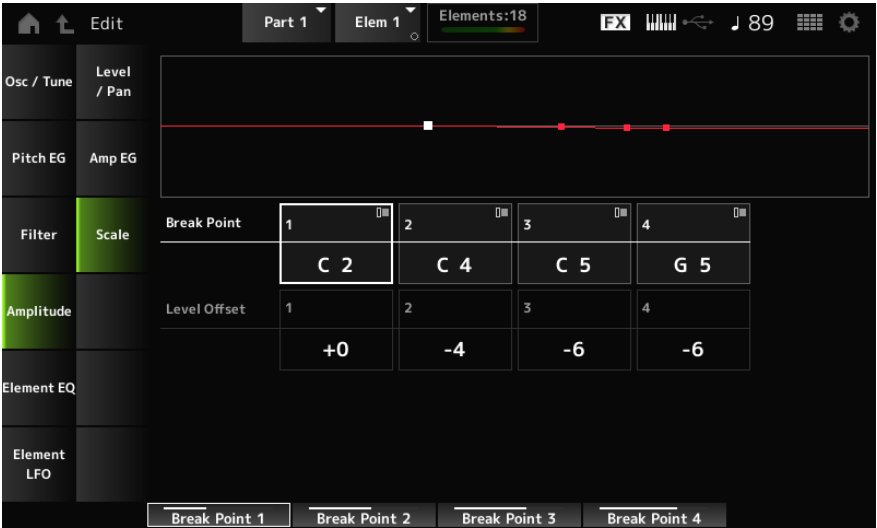 Edit
Part 1
Elem 1
Elements:18
FX
♩ 89
Osc / Tune
Level
/ Pan
Pitch EG
Amp EG
Filter
Scale
Amplitude
Element EQ
Element
LFO
Break Point
1
2
3
4
C 2
C 4
C 5
G 5
Level Offset
1
2
3
4
+0
-4
-6
-6
Break Point 1
Break Point 2
Break Point 3
Break Point 4